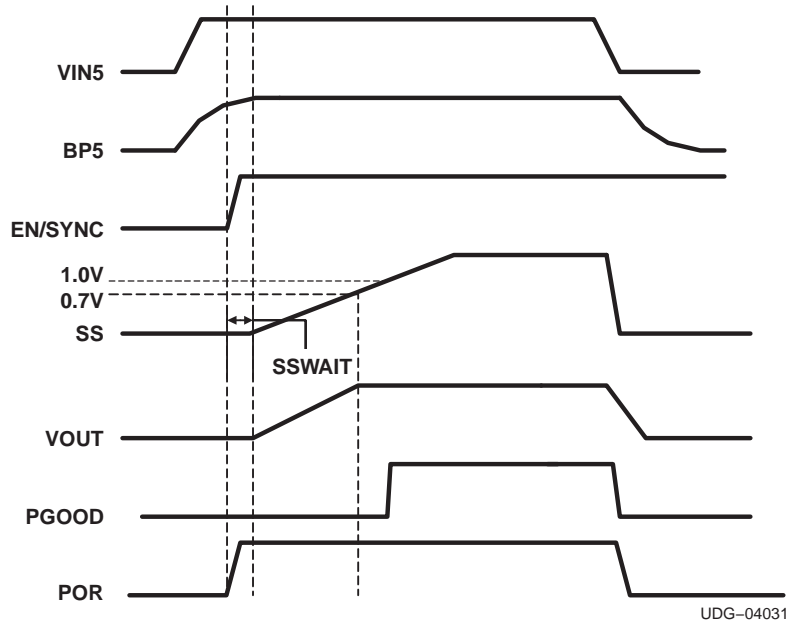 VIN5
BP5
EN/SYNC
1.0V
0.7V
SS
SSWAIT
VOUT
PGOOD
POR
UDG–04031